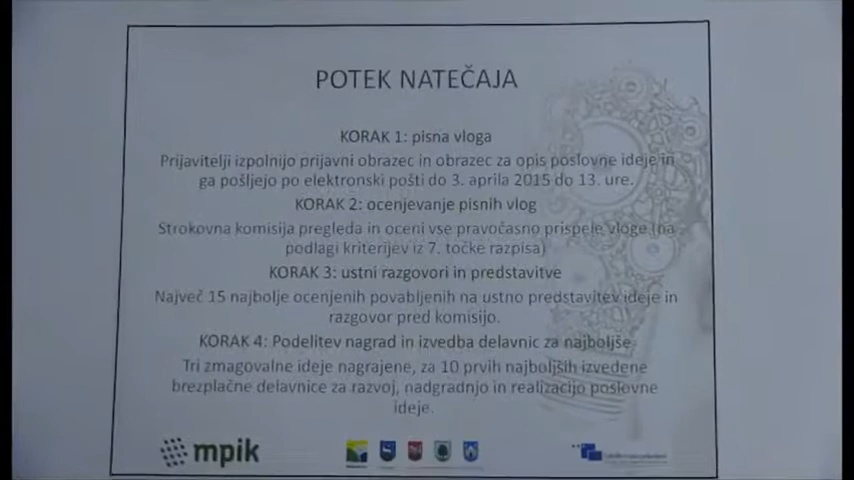 POTEK NATEČAJA
KORAK 1: pisna vloga
Prijavitelji izpolnijo prijavni obrazec in obrazec za opis poslovne ideje in
ga pošljejo po elektronski pošti do 3. aprila 2015 do 13. ure.
KORAK 2: ocenjevanje pisnih vlog
Strokovna komisija pregleda in oceni vse pravočasno prispele vloge (na
podlagi kriterijev iz 7. točke razpisa)
KORAK 3: ustni razgovori in predstavitve
Največ 15 najbolje ocenjenih povabljenih na ustno predstavitev ideje in
razgovor pred komisijo.
KORAK 4: Podelitev nagrad in izvedba delavnic za najboljše
Tri zmagovalne ideje nagrajene, za 10 prvih najboljših izvedene
brezplačne delavnice za razvoj, nadgradnjo in realizacijo poslovne
ideje.
mpik